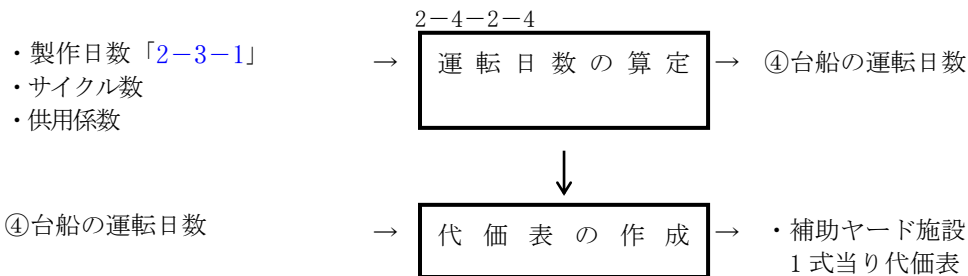 2－4－2－4
・製作日数「2－3－1」 → 運転日数の算定 → ④台船の運転日数
・サイクル数
・供用係数
↓
④台船の運転日数 → 代価表の作成 → ・補助ヤード施設
1式当り代価表